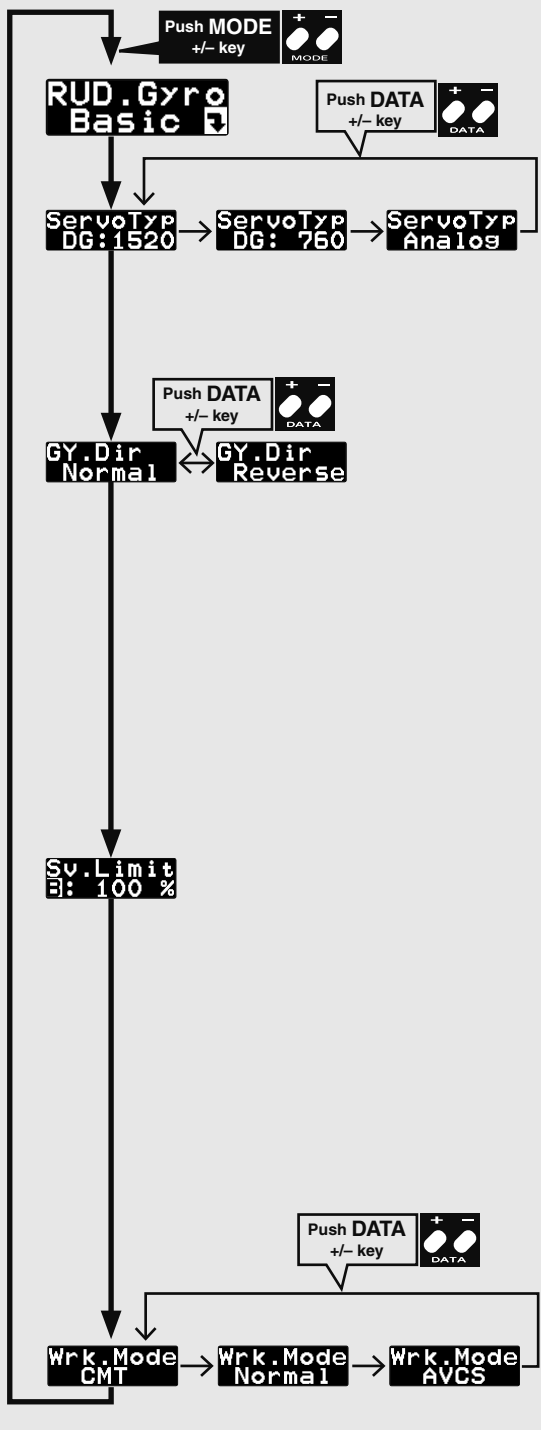 Push MODE
+/– key
+ –
MODE
RUD.Gyro
Basic
Push DATA
+/– key
+ –
DATA
ServoTyp
DG:1520
ServoTyp
DG: 760
ServoTyp
Analog
Push DATA
+/– key
+ –
DATA
GY.Dir
Normal
GY.Dir
Reverse
Sv.Limit
: 100 %
Push DATA
+/– key
+ –
DATA
Wrk.Mode
CMT
Wrk.Mode
Normal
Wrk.Mode
AVCS